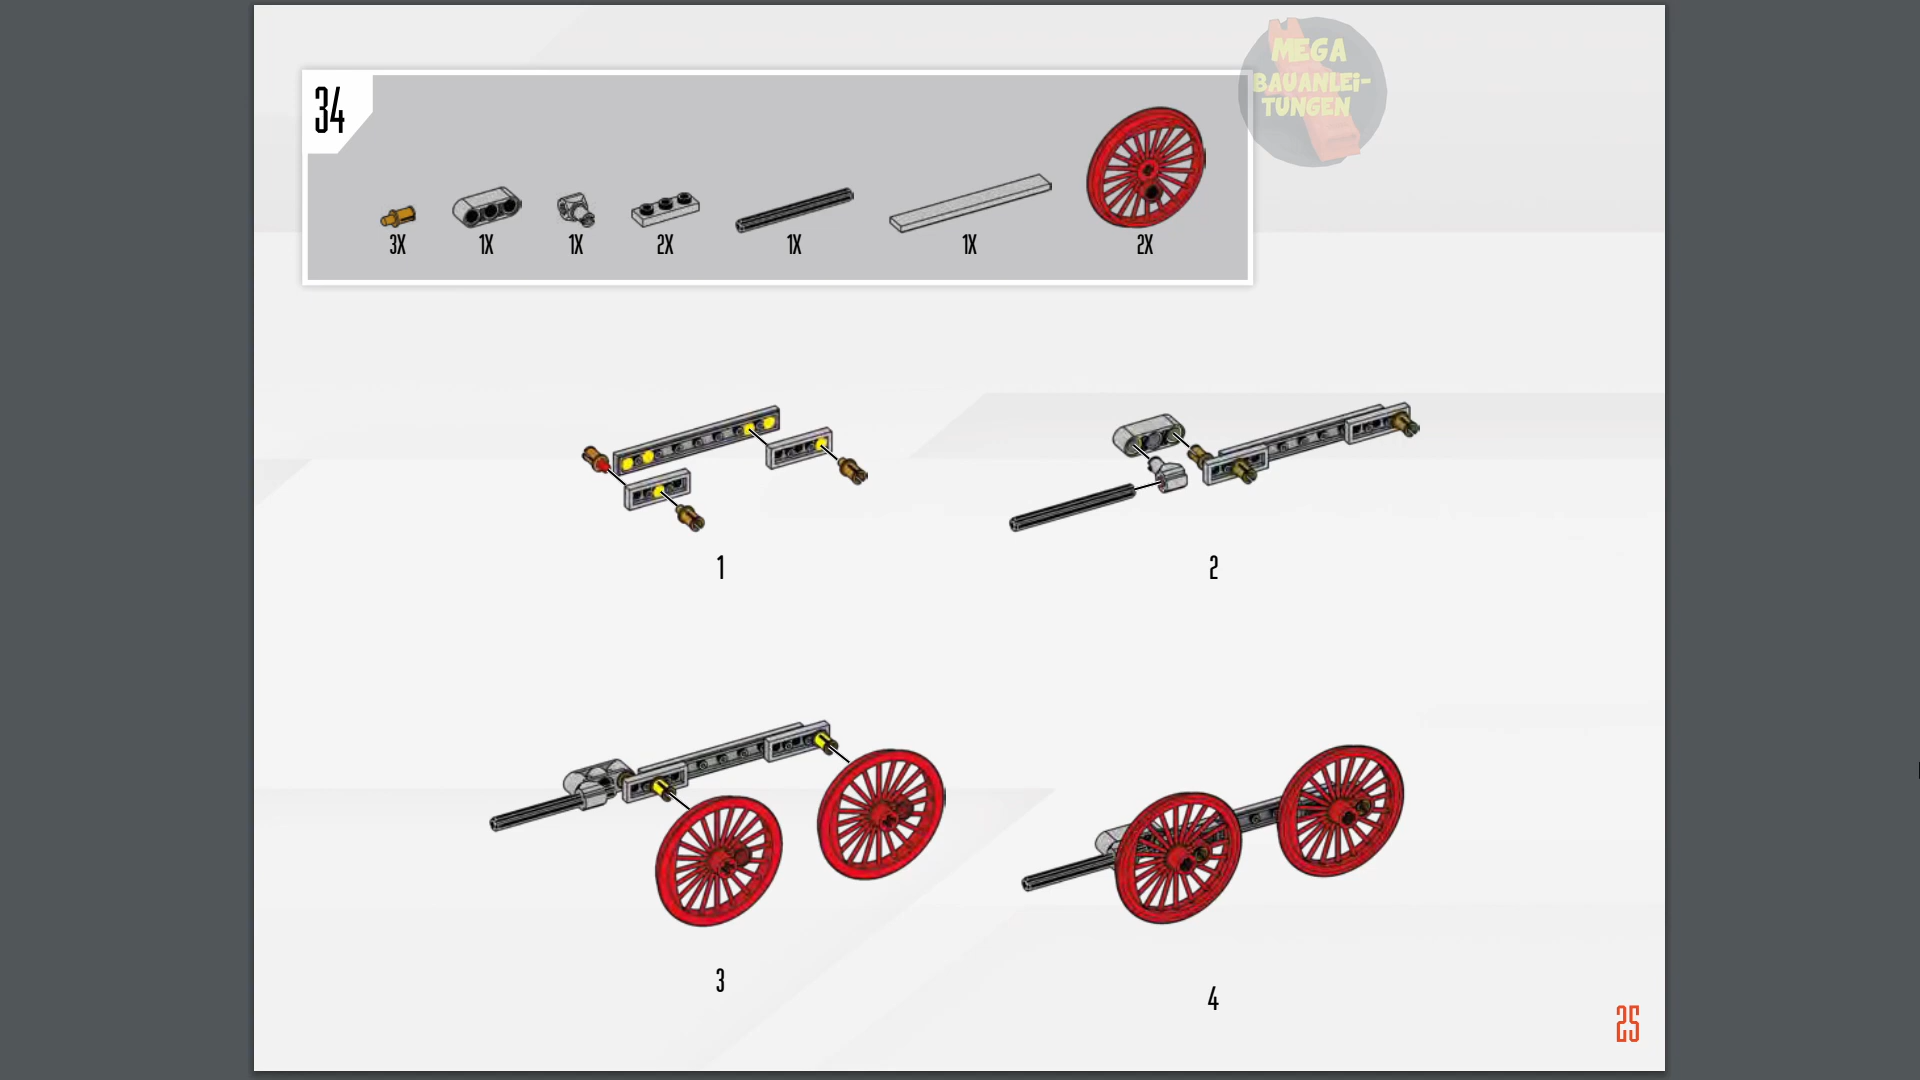 MEGA
BAUANLEi-
TUNGEN
34
3X 1X 1X 2X 1X 1X 2X
1 2
3 4
25